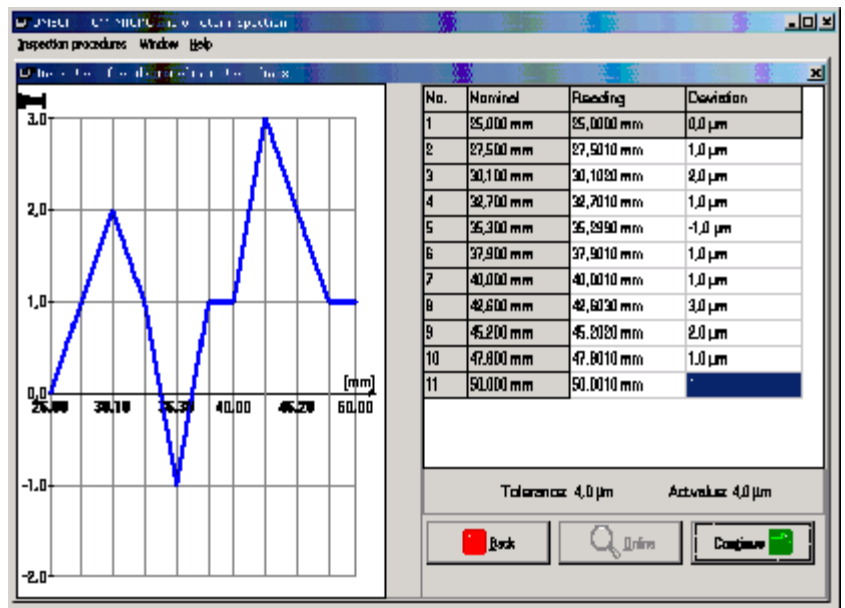 Inspection procedures Window Help
No. Nominal Reading Deviation
1 25,000 mm 25,0000 mm 0,0 µm
2 27,500 mm 27,5010 mm 1,0 µm
3 30,100 mm 30,1020 mm 2,0 µm
4 32,700 mm 32,7010 mm 1,0 µm
5 35,300 mm 35,2990 mm -1,0 µm
6 37,900 mm 37,9010 mm 1,0 µm
7 40,000 mm 40,0010 mm 1,0 µm
8 42,600 mm 42,6030 mm 3,0 µm
9 45,200 mm 45,2020 mm 2,0 µm
10 47,800 mm 47,8010 mm 1,0 µm
11 50,000 mm 50,0010 mm
3,0
2,0
1,0
0,0
[mm]
25.00 30.10 35.30 40.00 45.20 50.00
-1,0
-2,0
Tolerance: 4,0 µm Act.value: 4,0 µm
Back Online Continue